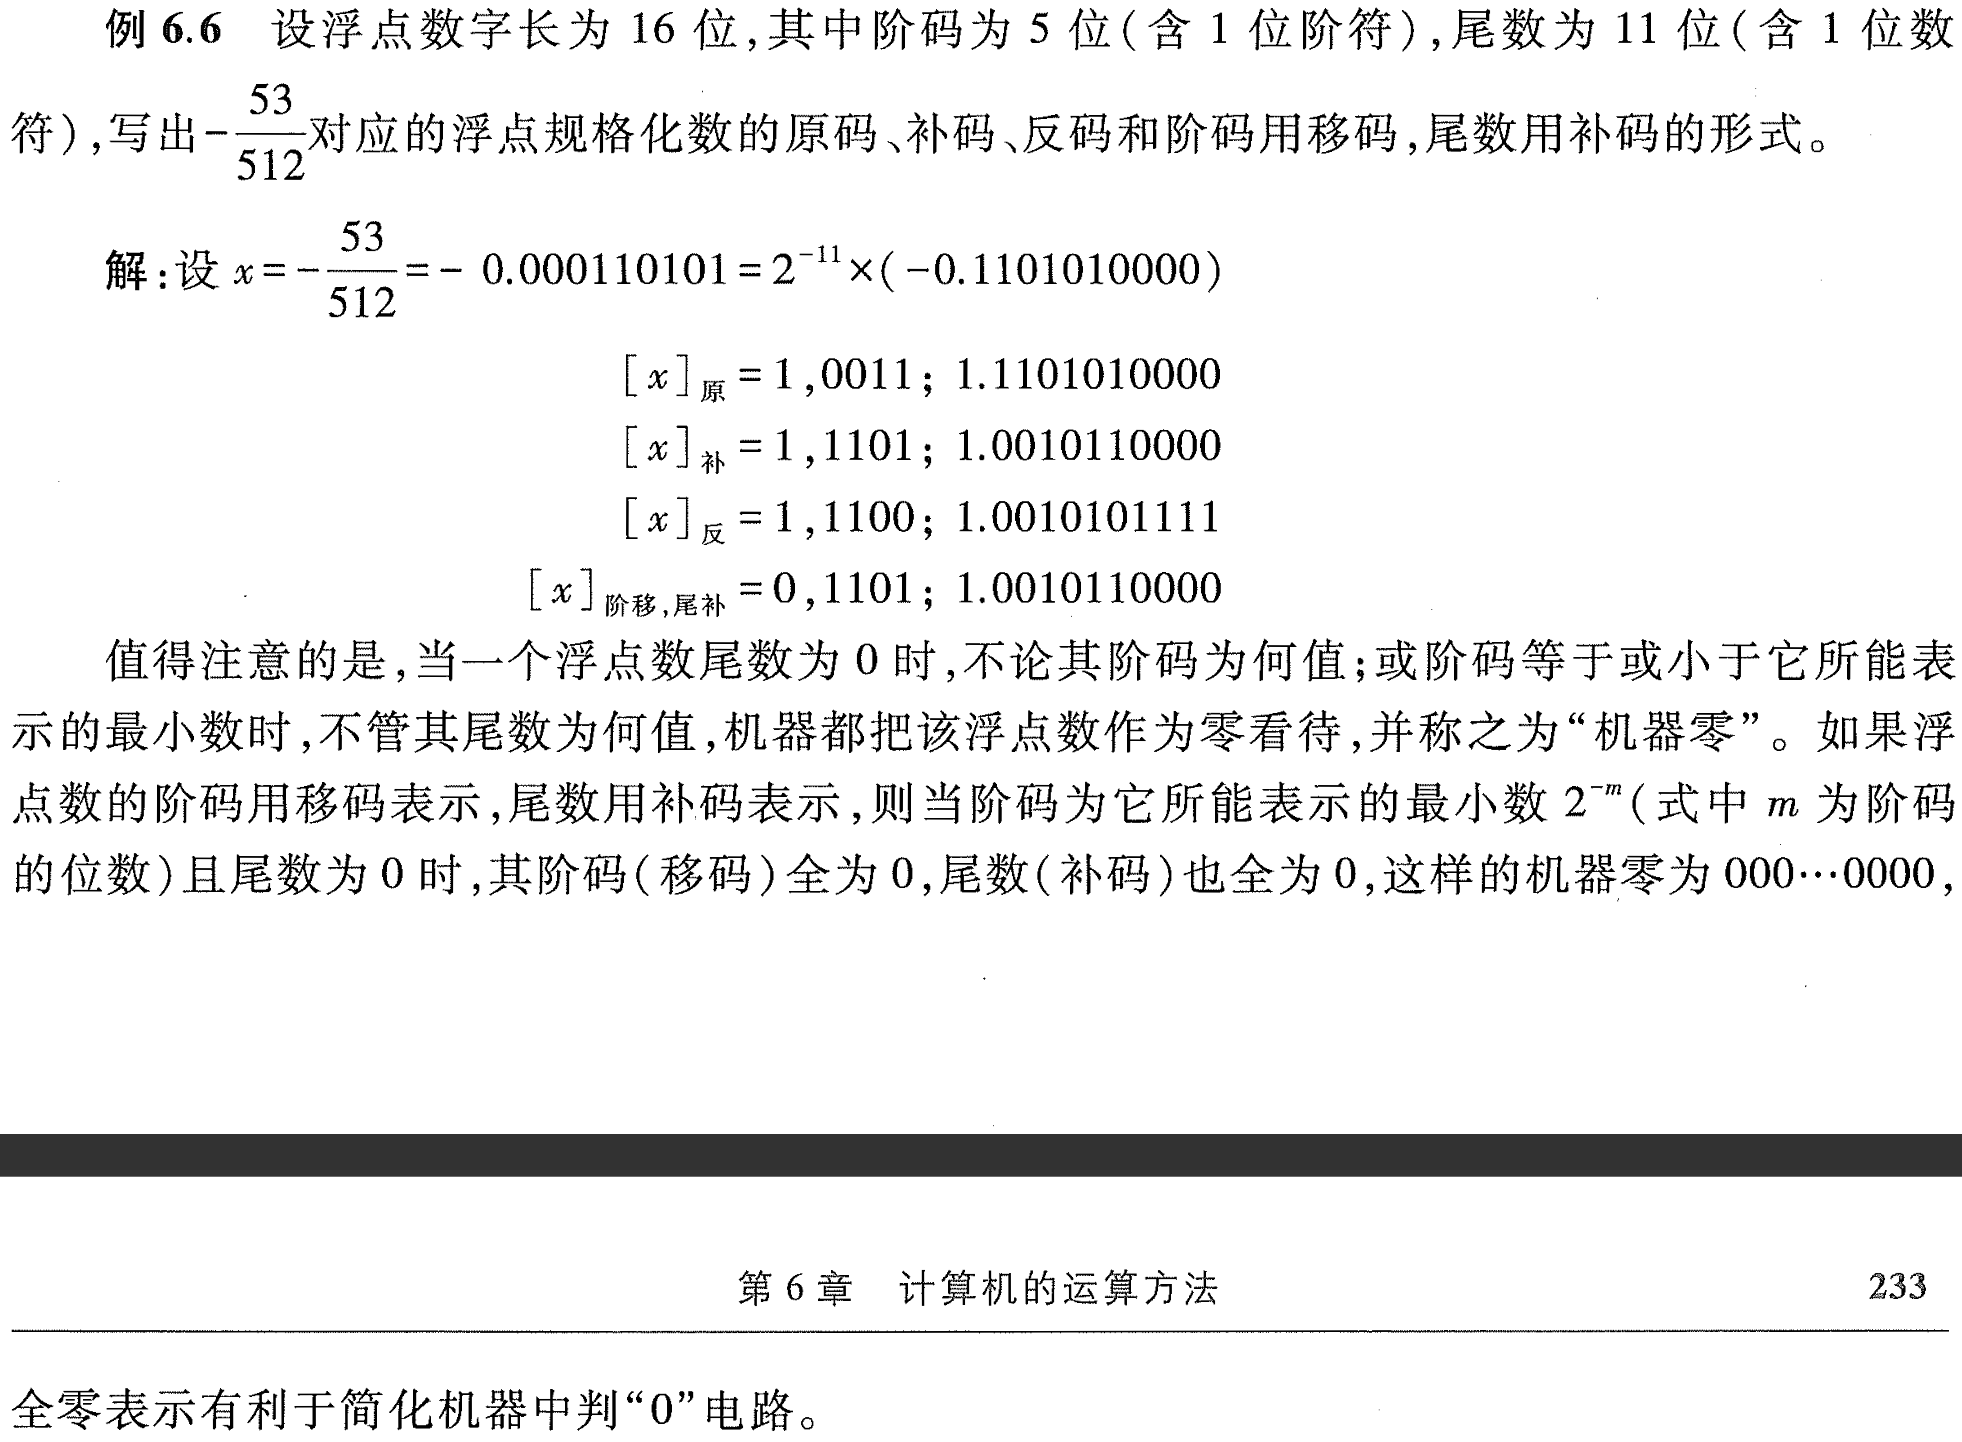 例 6.6 设浮点数字长为 16 位,其中阶码为 5 位(含 1 位阶符),尾数为 11 位(含 1 位数
符),写出-53/512对应的浮点规格化数的原码、补码、反码和阶码用移码,尾数用补码的形式。
解:设 x=-53/512=- 0.000110101=2⁻¹¹×(-0.1101010000)
[x]原=1,0011; 1.1101010000
[x]补=1,1101; 1.0010110000
[x]反=1,1100; 1.0010101111
[x]阶移,尾补=0,1101; 1.0010110000
值得注意的是,当一个浮点数尾数为 0 时,不论其阶码为何值;或阶码等于或小于它所能表
示的最小数时,不管其尾数为何值,机器都把该浮点数作为零看待,并称之为“机器零”。如果浮
点数的阶码用移码表示,尾数用补码表示,则当阶码为它所能表示的最小数 2⁻ᵐ(式中 m 为阶码
的位数)且尾数为 0 时,其阶码(移码)全为 0,尾数(补码)也全为 0,这样的机器零为 000…0000,
第 6 章 计算机的运算方法 233
全零表示有利于简化机器中判“0”电路。